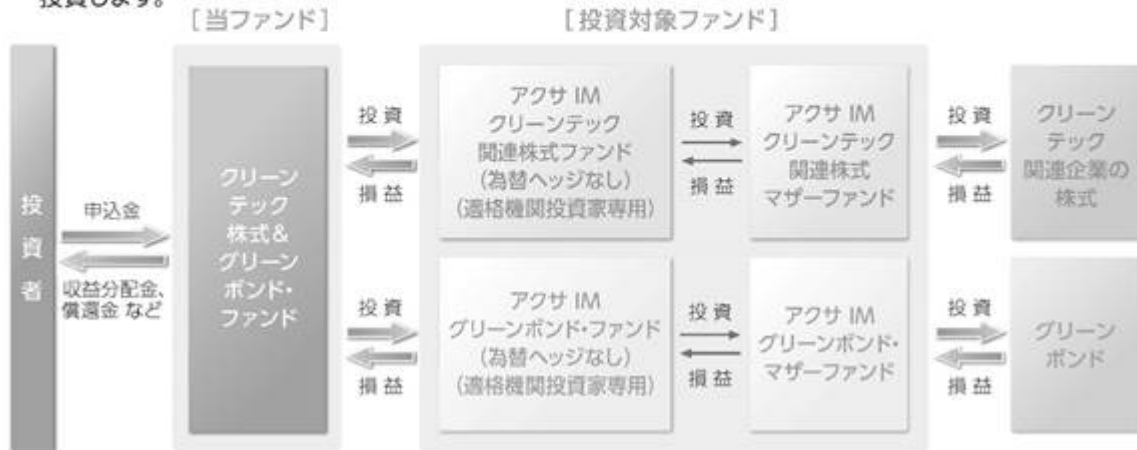 投資します。
[当ファンド]
[投資対象ファンド]
投資者
申込金
収益分配金、
償還金 など
クリーン
テック
株式&
グリーン
ボンド・
ファンド
投資
損益
アクサ IM
クリーンテック
関連株式ファンド
(為替ヘッジなし)
(適格機関投資家専用)
投資
損益
アクサ IM
クリーンテック
関連株式
マザーファンド
投資
損益
クリーン
テック
関連企業の
株式
投資
損益
アクサ IM
グリーンボンド・ファンド
(為替ヘッジなし)
(適格機関投資家専用)
投資
損益
アクサ IM
グリーンボンド・
マザーファンド
投資
損益
グリーン
ボンド